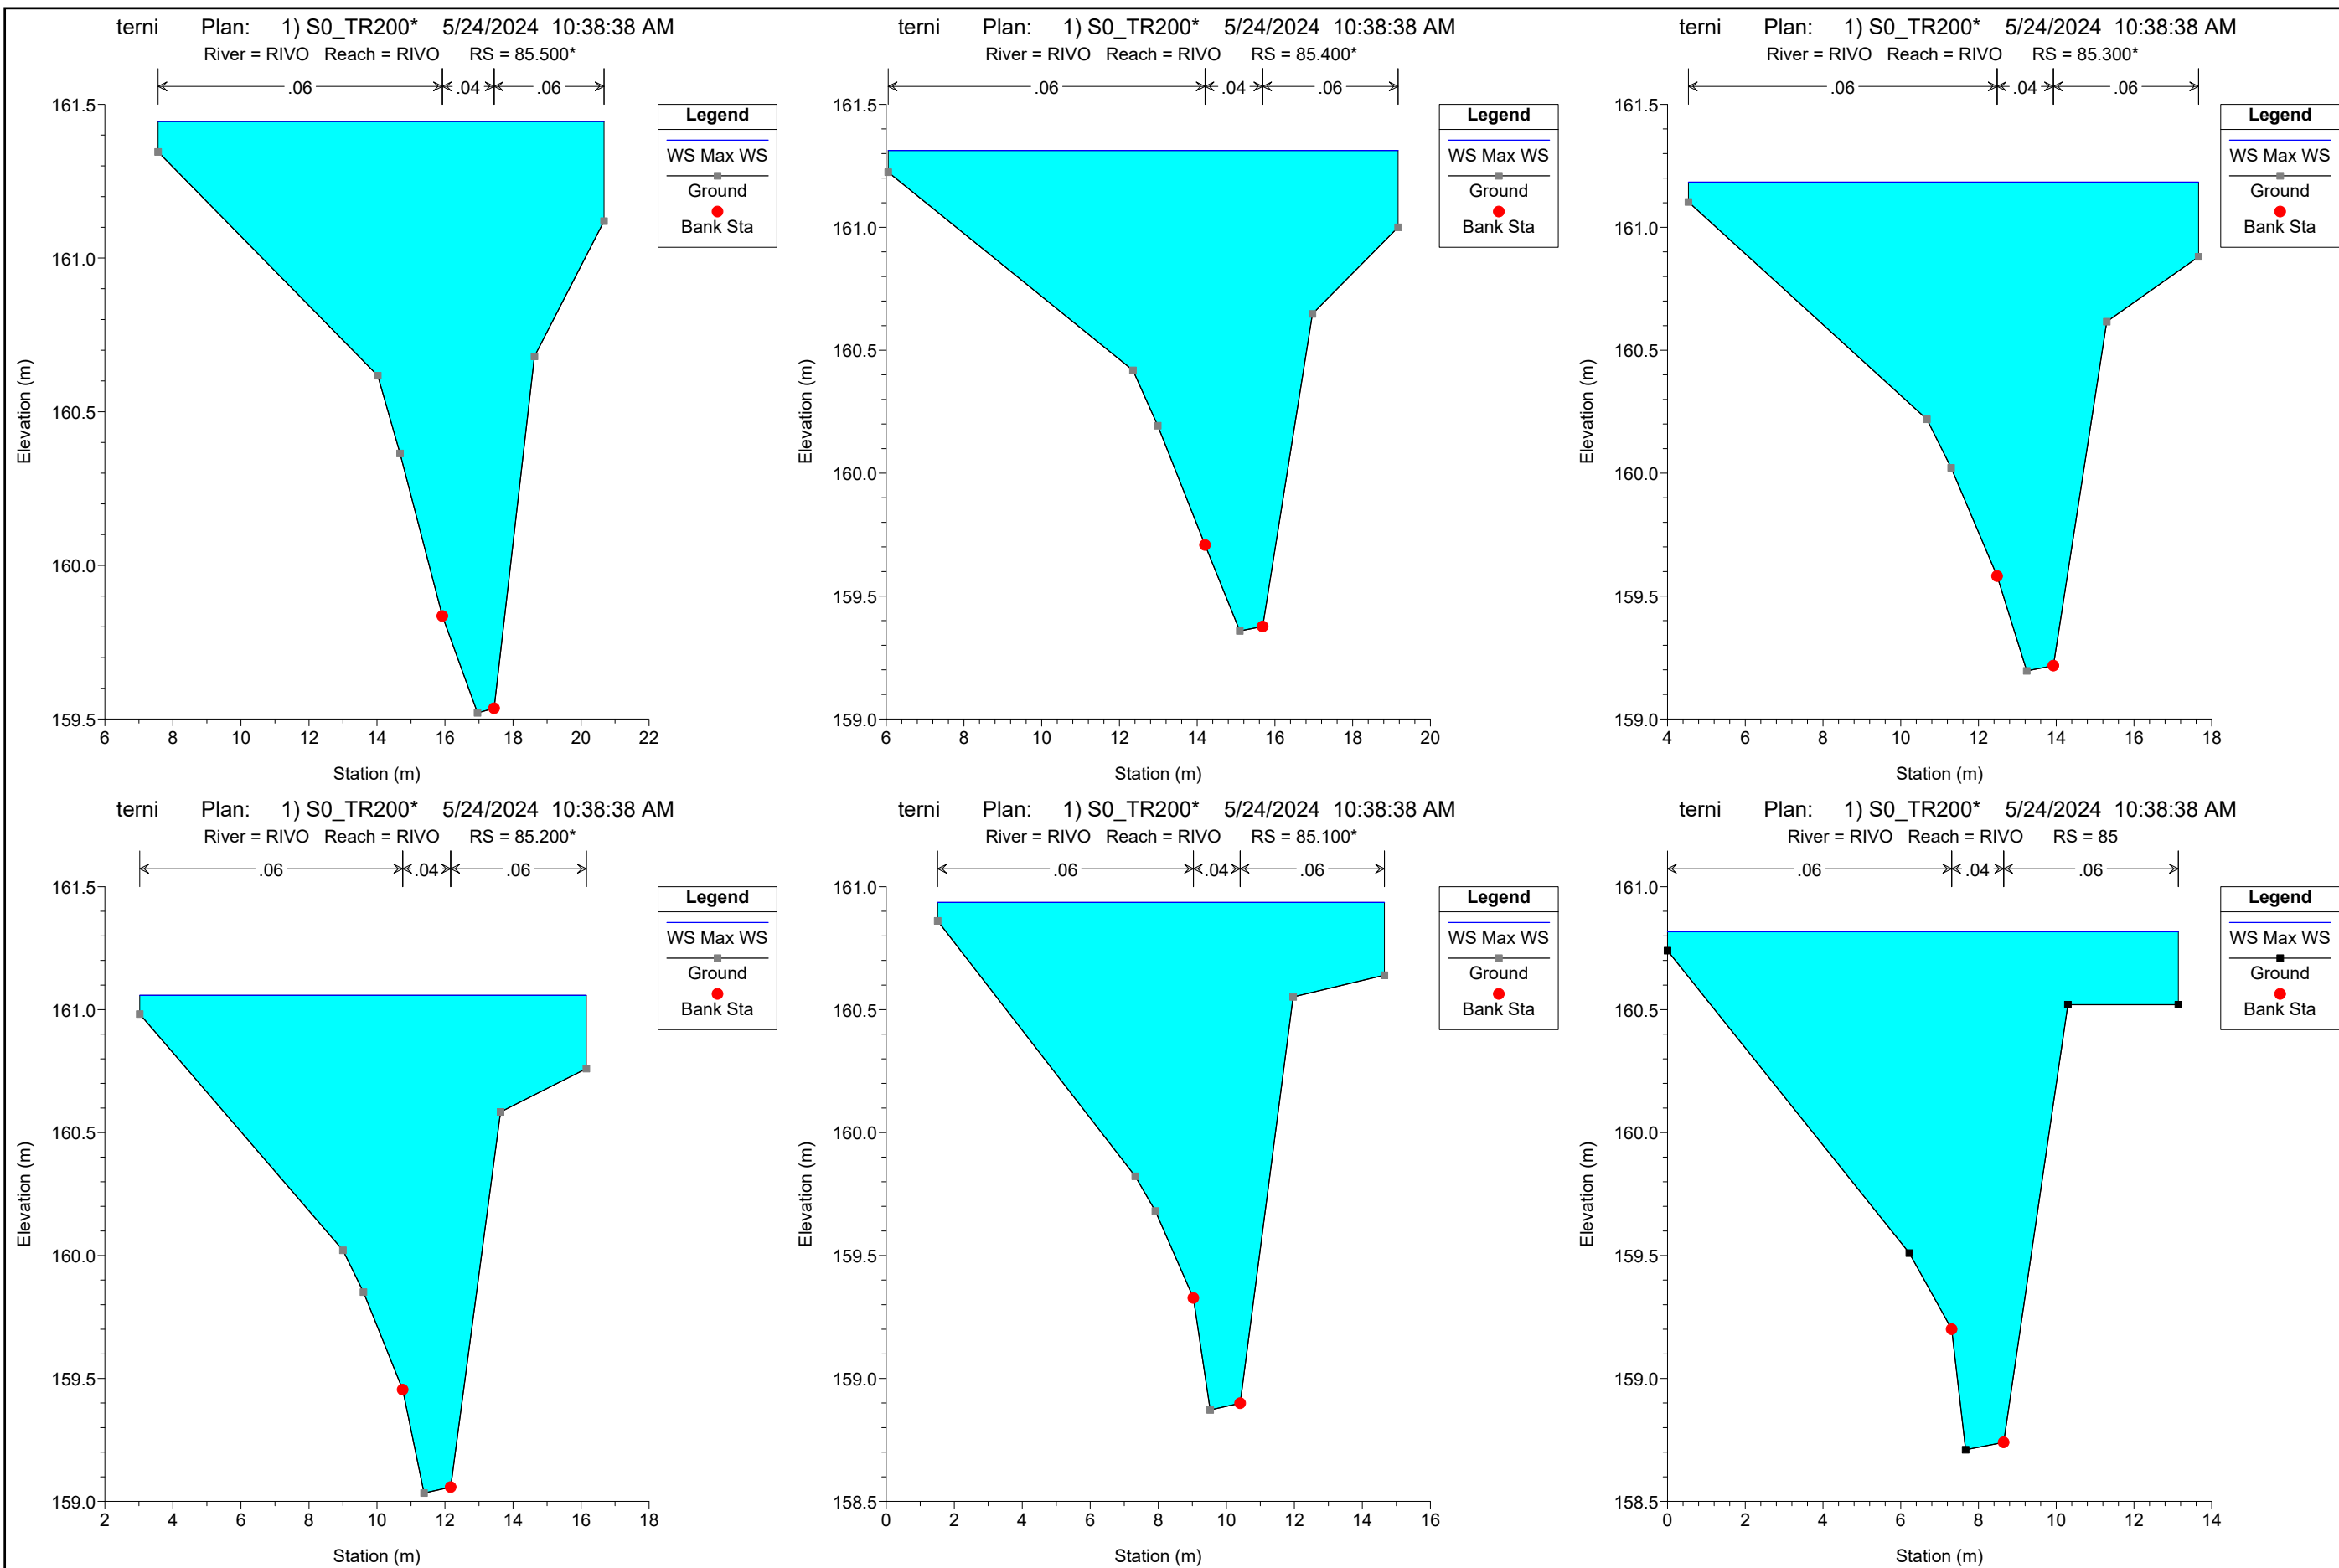 terni Plan: 1) S0_TR200* 5/24/2024 10:38:38 AM
River = RIVO Reach = RIVO RS = 85.500*
.06 .04 .06
161.5
161.0
160.5
160.0
159.5
Elevation (m)
6 8 10 12 14 16 18 20 22
Station (m)
Legend
WS Max WS
Ground
Bank Sta
terni Plan: 1) S0_TR200* 5/24/2024 10:38:38 AM
River = RIVO Reach = RIVO RS = 85.400*
.06 .04 .06
161.5
161.0
160.5
160.0
159.5
159.0
Elevation (m)
6 8 10 12 14 16 18 20
Station (m)
Legend
WS Max WS
Ground
Bank Sta
terni Plan: 1) S0_TR200* 5/24/2024 10:38:38 AM
River = RIVO Reach = RIVO RS = 85.300*
.06 .04 .06
161.5
161.0
160.5
160.0
159.5
159.0
Elevation (m)
4 6 8 10 12 14 16 18
Station (m)
Legend
WS Max WS
Ground
Bank Sta
terni Plan: 1) S0_TR200* 5/24/2024 10:38:38 AM
River = RIVO Reach = RIVO RS = 85.200*
.06 .04 .06
161.5
161.0
160.5
160.0
159.5
159.0
Elevation (m)
2 4 6 8 10 12 14 16 18
Station (m)
Legend
WS Max WS
Ground
Bank Sta
terni Plan: 1) S0_TR200* 5/24/2024 10:38:38 AM
River = RIVO Reach = RIVO RS = 85.100*
.06 .04 .06
161.0
160.5
160.0
159.5
159.0
158.5
Elevation (m)
0 2 4 6 8 10 12 14 16
Station (m)
Legend
WS Max WS
Ground
Bank Sta
terni Plan: 1) S0_TR200* 5/24/2024 10:38:38 AM
River = RIVO Reach = RIVO RS = 85
.06 .04 .06
161.0
160.5
160.0
159.5
159.0
158.5
Elevation (m)
0 2 4 6 8 10 12 14
Station (m)
Legend
WS Max WS
Ground
Bank Sta